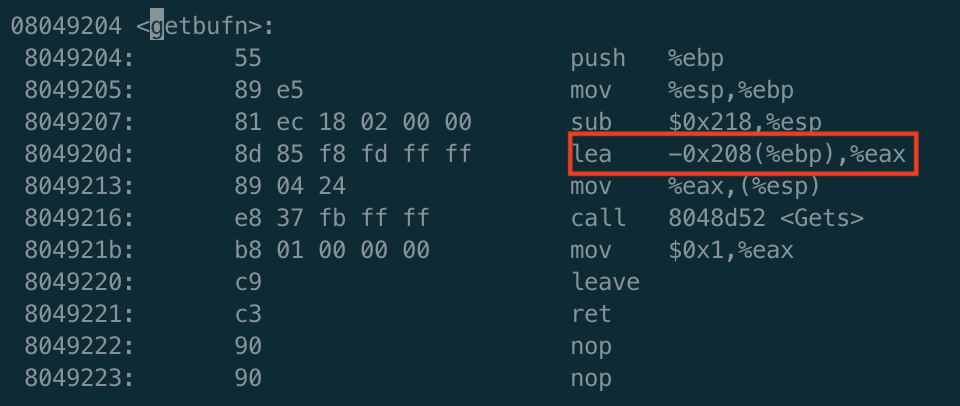 08049204 <getbufn>:
8049204: 55 push %ebp
8049205: 89 e5 mov %esp,%ebp
8049207: 81 ec 18 02 00 00 sub $0x218,%esp
804920d: 8d 85 f8 fd ff ff lea -0x208(%ebp),%eax
8049213: 89 04 24 mov %eax,(%esp)
8049216: e8 37 fb ff ff call 8048d52 <Gets>
804921b: b8 01 00 00 00 mov $0x1,%eax
8049220: c9 leave
8049221: c3 ret
8049222: 90 nop
8049223: 90 nop